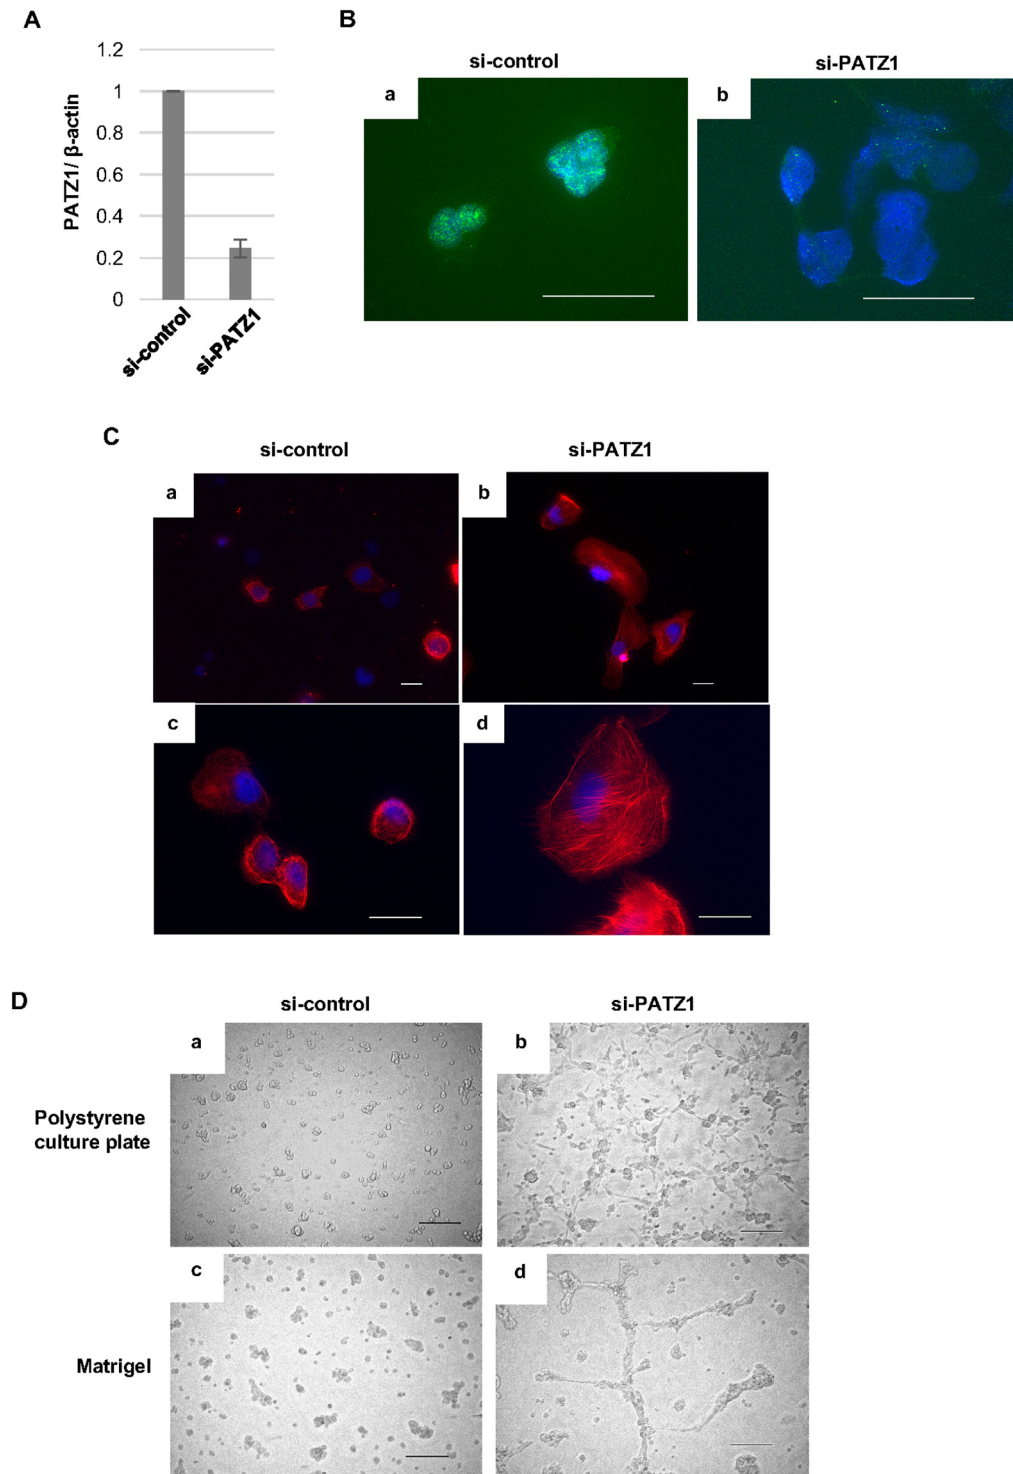 A
1.2
1
0.8
0.6
0.4
0.2
0
PATZ1/ β-actin
si-control
si-PATZ1
B
si-control
si-PATZ1
a
b
C
si-control
si-PATZ1
a
b
c
d
D
si-control
si-PATZ1
a
b
Polystyrene
culture plate
c
d
Matrigel